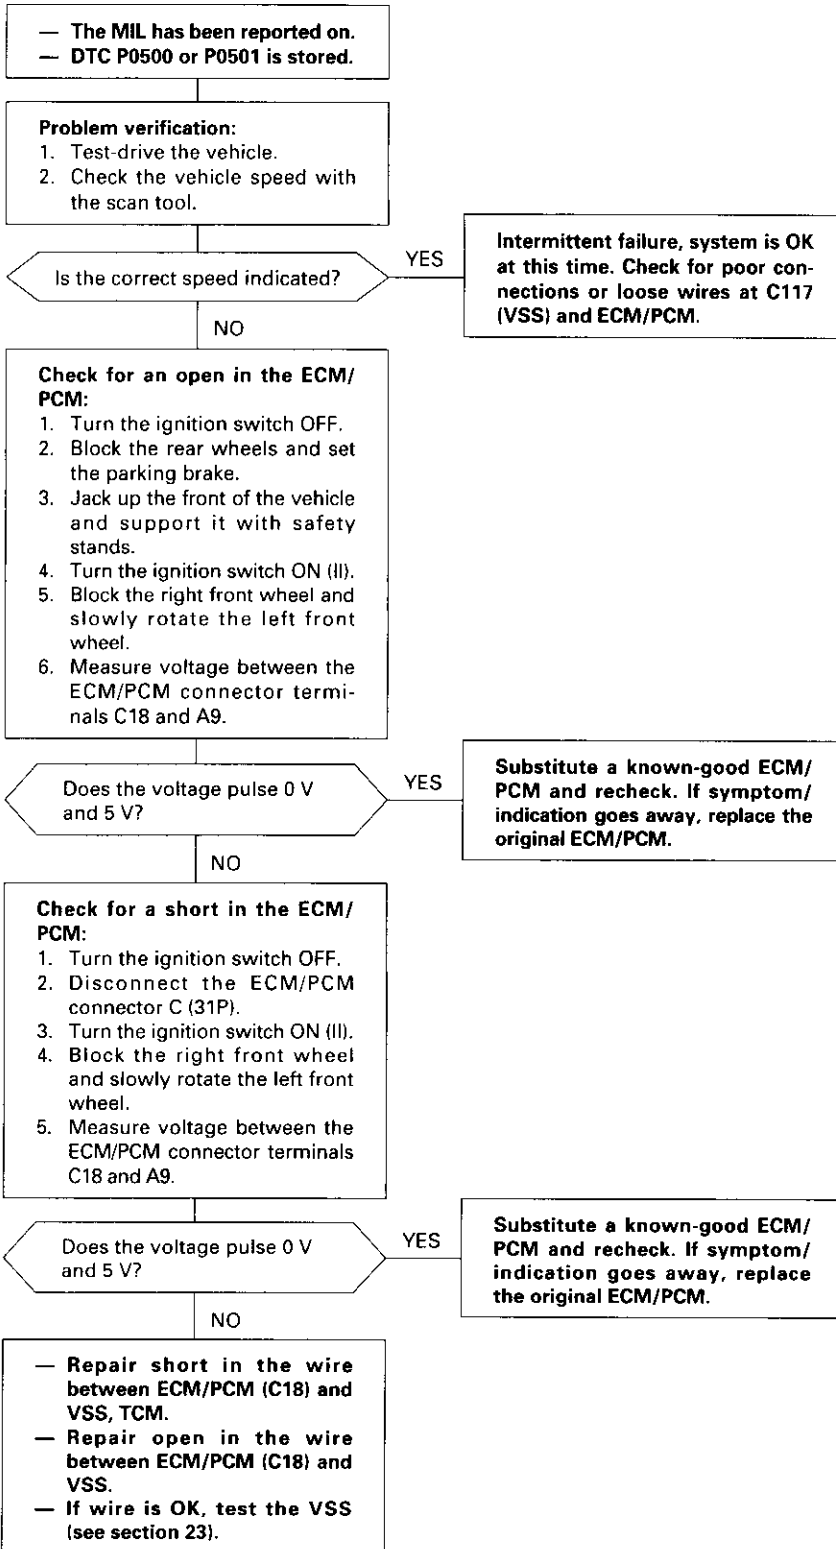 — The MIL has been reported on.
— DTC P0500 or P0501 is stored.
Problem verification:
1. Test-drive the vehicle.
2. Check the vehicle speed with
the scan tool.
Is the correct speed indicated?
YES
Intermittent failure, system is OK
at this time. Check for poor con-
nections or loose wires at C117
(VSS) and ECM/PCM.
NO
Check for an open in the ECM/
PCM:
1. Turn the ignition switch OFF.
2. Block the rear wheels and set
the parking brake.
3. Jack up the front of the vehicle
and support it with safety
stands.
4. Turn the ignition switch ON (II).
5. Block the right front wheel and
slowly rotate the left front
wheel.
6. Measure voltage between the
ECM/PCM connector termi-
nals C18 and A9.
Does the voltage pulse 0 V
and 5 V?
YES
Substitute a known-good ECM/
PCM and recheck. If symptom/
indication goes away, replace the
original ECM/PCM.
NO
Check for a short in the ECM/
PCM:
1. Turn the ignition switch OFF.
2. Disconnect the ECM/PCM
connector C (31P).
3. Turn the ignition switch ON (II).
4. Block the right front wheel
and slowly rotate the left front
wheel.
5. Measure voltage between the
ECM/PCM connector terminals
C18 and A9.
Does the voltage pulse 0 V
and 5 V?
YES
Substitute a known-good ECM/
PCM and recheck. If symptom/
indication goes away, replace
the original ECM/PCM.
NO
— Repair short in the wire
between ECM/PCM (C18) and
VSS, TCM.
— Repair open in the wire
between ECM/PCM (C18) and
VSS.
— If wire is OK, test the VSS
(see section 23).